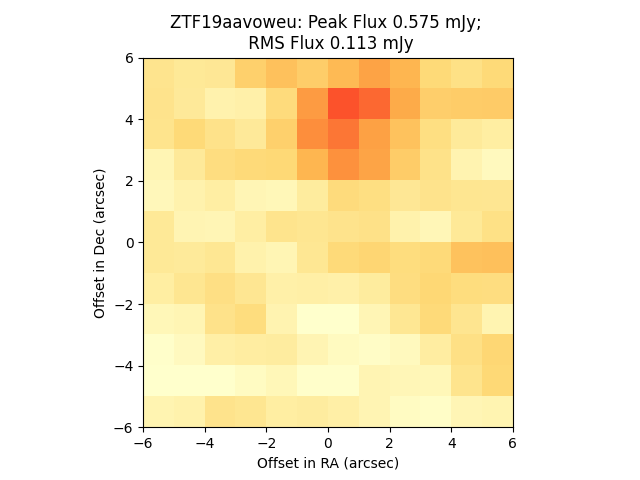 ZTF19aavoweu: Peak Flux 0.575 mJy;
RMS Flux 0.113 mJy
6
4
2
0
−2
−4
−6
Offset in Dec (arcsec)
−6 −4 −2 0 2 4 6
Offset in RA (arcsec)